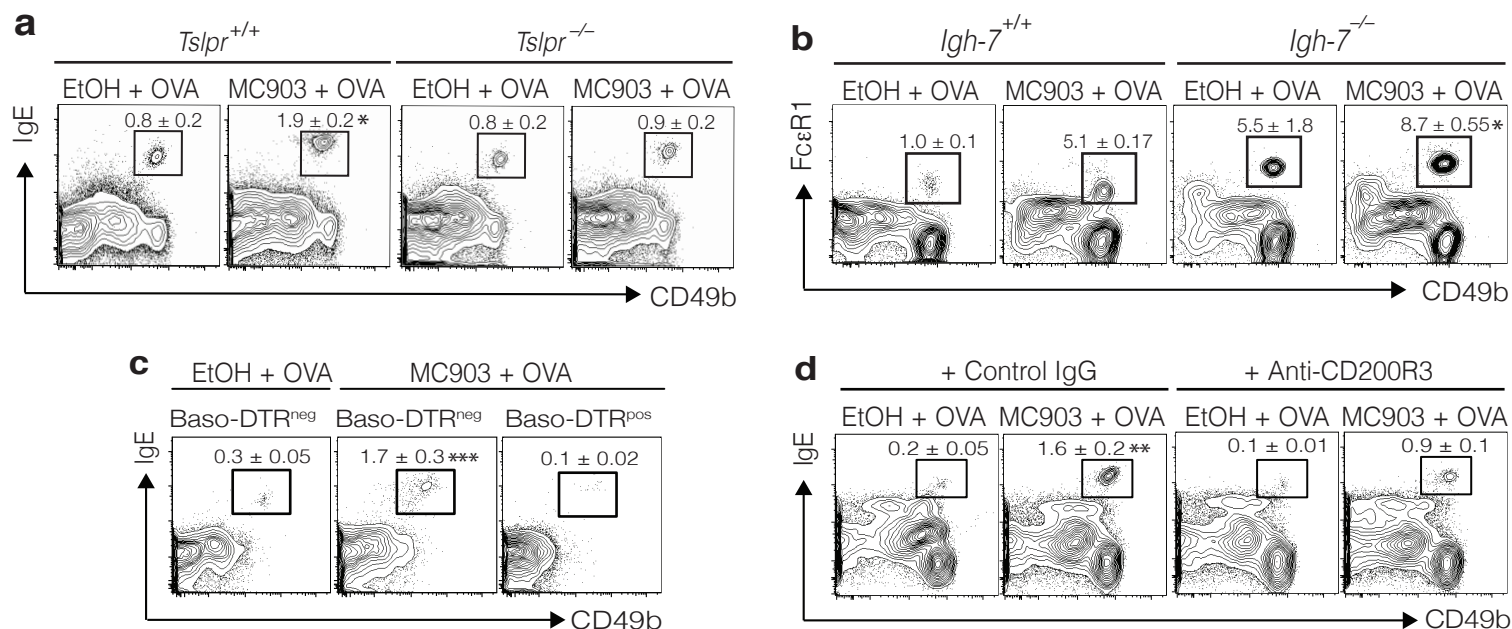 a
Tslpr+/+ Tslpr–/–
EtOH + OVA MC903 + OVA EtOH + OVA MC903 + OVA
0.8 ± 0.2 1.9 ± 0.2 * 0.8 ± 0.2 0.9 ± 0.2
IgE
CD49b
b
Igh-7+/+ Igh-7–/–
EtOH + OVA MC903 + OVA EtOH + OVA MC903 + OVA
1.0 ± 0.1 5.1 ± 0.17 5.5 ± 1.8 8.7 ± 0.55*
FcεR1
CD49b
c
EtOH + OVA MC903 + OVA
Baso-DTRneg Baso-DTRneg Baso-DTRpos
0.3 ± 0.05 1.7 ± 0.3*** 0.1 ± 0.02
IgE
CD49b
d
+ Control IgG + Anti-CD200R3
EtOH + OVA MC903 + OVA EtOH + OVA MC903 + OVA
0.2 ± 0.05 1.6 ± 0.2 ** 0.1 ± 0.01 0.9 ± 0.1
IgE
CD49b